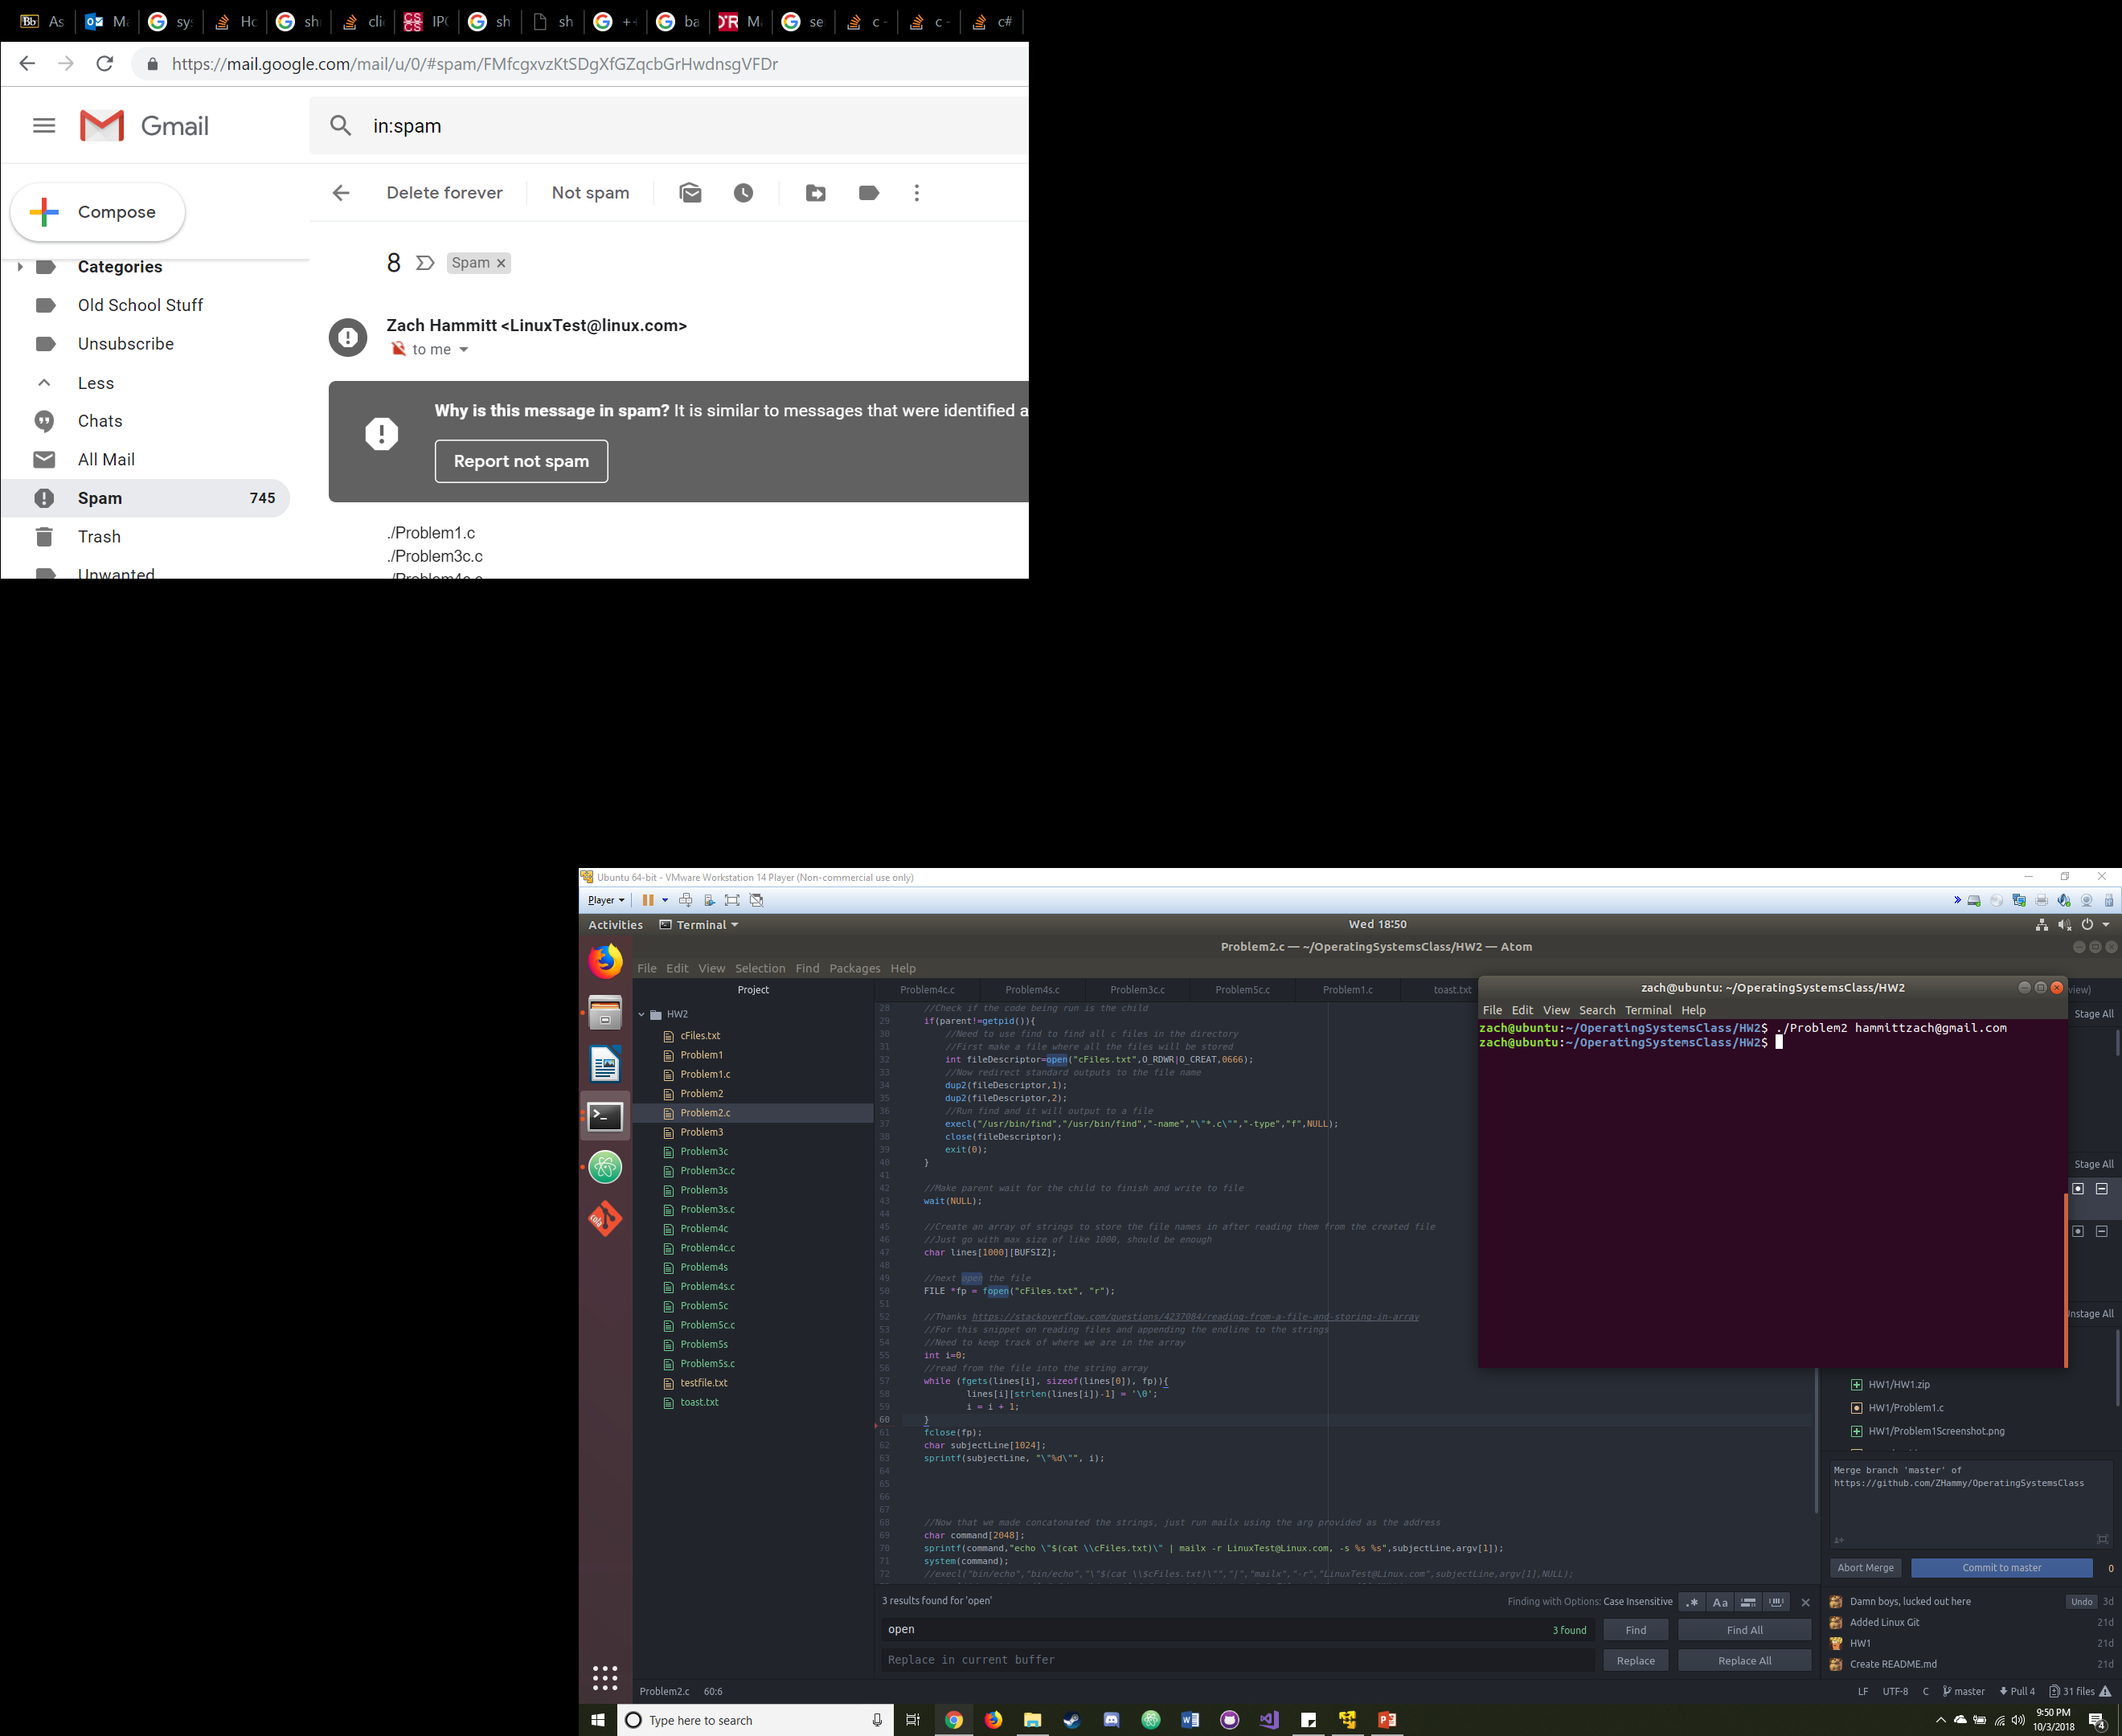 As
M
sys
Ho
sh
clic
IPC
sh
sh
++
ba
M
se
c -
c -
c#
https://mail.google.com/mail/u/0/#spam/FMfcgxvzKtSDgXfGZqcbGrHwdnsgVFDr
Gmail
in:spam
Compose
Delete forever
Not spam
8
Spam
Categories
Old School Stuff
Unsubscribe
Less
Chats
All Mail
Spam 745
Trash
Unwanted
Zach Hammitt <LinuxTest@linux.com>
to me
Why is this message in spam? It is similar to messages that were identified a
Report not spam
./Problem1.c
./Problem3c.c
./Problem4c.c
Ubuntu 64-bit - VMware Workstation 14 Player (Non-commercial use only)
Player
Activities Terminal Wed 18:50
Problem2.c — ~/OperatingSystemsClass/HW2 — Atom
File Edit View Selection Find Packages Help
Project
HW2
cFiles.txt
Problem1
Problem1.c
Problem2
Problem2.c
Problem3
Problem3c
Problem3c.c
Problem3s
Problem3s.c
Problem4c
Problem4c.c
Problem4s
Problem4s.c
Problem5c
Problem5c.c
Problem5s
Problem5s.c
testfile.txt
toast.txt
Problem4c.c Problem4s.c Problem3c.c Problem5c.c Problem1.c toast.txt
28 //Check if the code being run is the child
29 if(parent!=getpid()){
30 //Need to use find to find all c files in the directory
31 //First make a file where all the files will be stored
32 int fileDescriptor=open("cFiles.txt",O_RDWR|O_CREAT,0666);
33 //Now redirect standard outputs to the file name
34 dup2(fileDescriptor,1);
35 dup2(fileDescriptor,2);
36 //Run find and it will output to a file
37 execl("/usr/bin/find","/usr/bin/find","-name","\"*.c\"","-type","f",NULL);
38 close(fileDescriptor);
39 exit(0);
40 }
41
42 //Make parent wait for the child to finish and write to file
43 wait(NULL);
44
45 //Create an array of strings to store the file names in after reading them from the created file
46 //Just go with max size of like 1000, should be enough
47 char lines[1000][BUFSIZ];
48
49 //next open the file
50 FILE *fp = fopen("cFiles.txt", "r");
51
52 //Thanks https://stackoverflow.com/questions/4237084/reading-from-a-file-and-storing-in-array
53 //For this snippet on reading files and appending the endline to the strings
54 //Need to keep track of where we are in the array
55 int i=0;
56 //read from the file into the string array
57 while (fgets(lines[i], sizeof(lines[0]), fp)){
58 lines[i][strlen(lines[i])-1] = '\0';
59 i = i + 1;
60 }
61 fclose(fp);
62 char subjectLine[1024];
63 sprintf(subjectLine, "\"%d\"", i);
64
65
66
67
68 //Now that we made concatonated the strings, just run mailx using the arg provided as the address
69 char command[2048];
70 sprintf(command,"echo \"$(cat \\cFiles.txt)\" | mailx -r LinuxTest@Linux.com, -s %s %s",subjectLine,argv[1]);
71 system(command);
72 //execl("bin/echo","bin/echo","\"$(cat \\$cFiles.txt)\"","|","mailx","-r","LinuxTest@Linux.com",subjectLine,argv[1],NULL);
zach@ubuntu: ~/OperatingSystemsClass/HW2
File Edit View Search Terminal Help
zach@ubuntu:~/OperatingSystemsClass/HW2$ ./Problem2 hammittzach@gmail.com
zach@ubuntu:~/OperatingSystemsClass/HW2$
view)
Stage All
Stage All
Unstage All
HW1/HW1.zip
HW1/Problem1.c
HW1/Problem1Screenshot.png
Merge branch 'master' of
https://github.com/ZHammy/OperatingSystemsClass
Abort Merge Commit to master 0
Damn boys, lucked out here Undo 3d
Added Linux Git 21d
HW1 21d
Create README.md 21d
3 results found for 'open' Finding with Options: Case Insensitive .* Aa
open 3 found Find Find All
Replace in current buffer Replace Replace All
Problem2.c 60:6 LF UTF-8 C master Pull 4 31 files
Type here to search
9:50 PM
10/3/2018
4